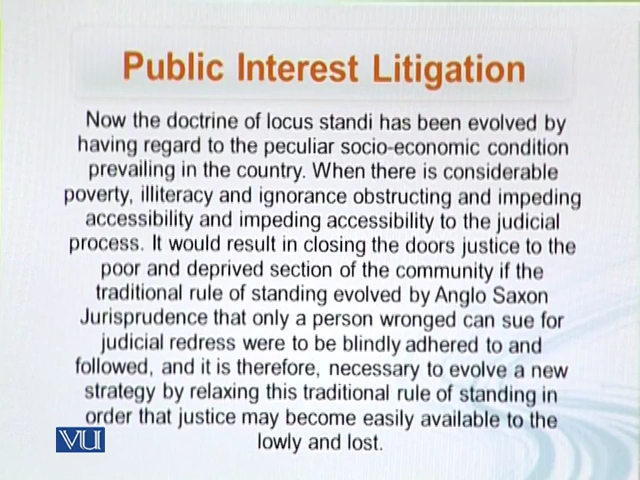 Public Interest Litigation
Now the doctrine of locus standi has been evolved by
having regard to the peculiar socio-economic condition
prevailing in the country. When there is considerable
poverty, illiteracy and ignorance obstructing and impeding
accessibility and impeding accessibility to the judicial
process. It would result in closing the doors justice to the
poor and deprived section of the community if the
traditional rule of standing evolved by Anglo Saxon
Jurisprudence that only a person wronged can sue for
judicial redress were to be blindly adhered to and
followed, and it is therefore, necessary to evolve a new
strategy by relaxing this traditional rule of standing in
order that justice may become easily available to the
lowly and lost.
VU